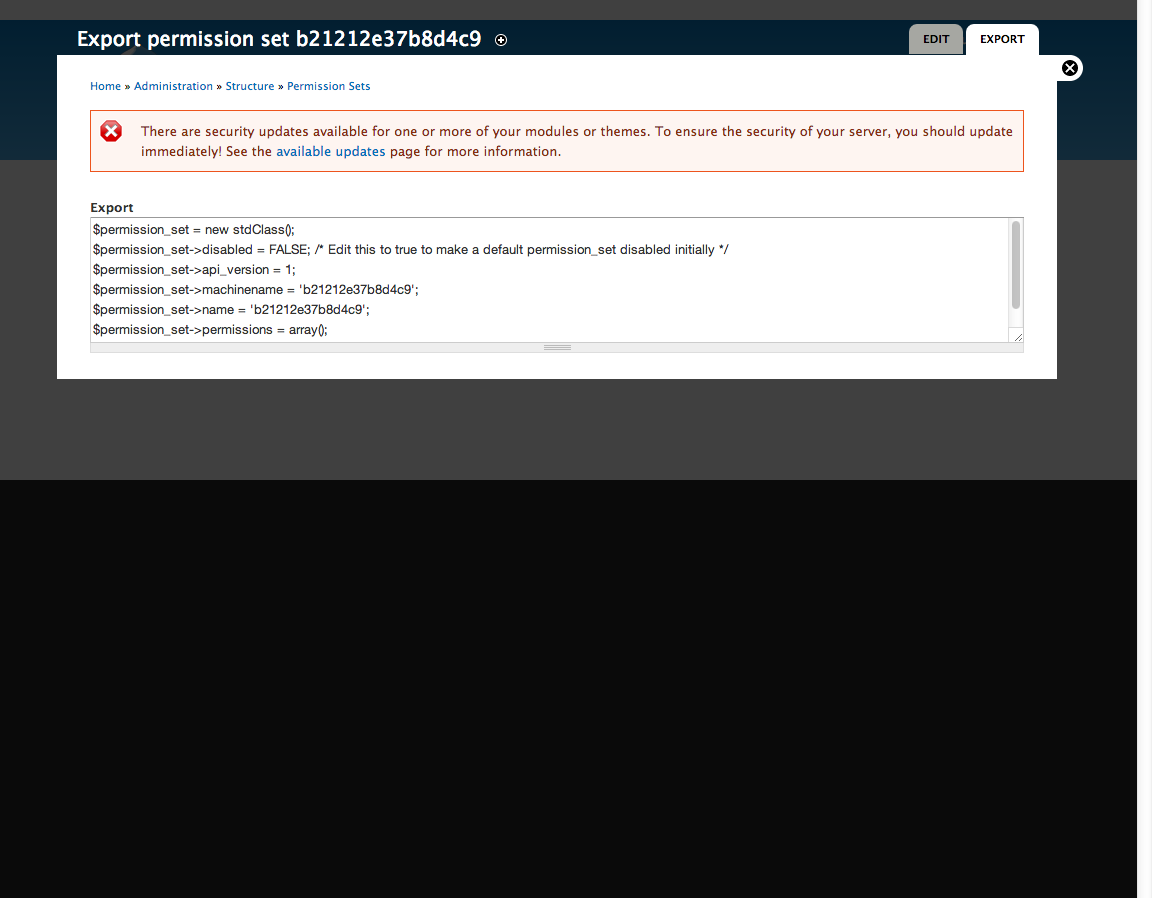 Export permission set b21212e37b8d4c9
EDIT
EXPORT
Home » Administration » Structure » Permission Sets
There are security updates available for one or more of your modules or themes. To ensure the security of your server, you should update
immediately! See the available updates page for more information.
Export
$permission_set = new stdClass();
$permission_set->disabled = FALSE; /* Edit this to true to make a default permission_set disabled initially */
$permission_set->api_version = 1;
$permission_set->machinename = 'b21212e37b8d4c9';
$permission_set->name = 'b21212e37b8d4c9';
$permission_set->permissions = array();